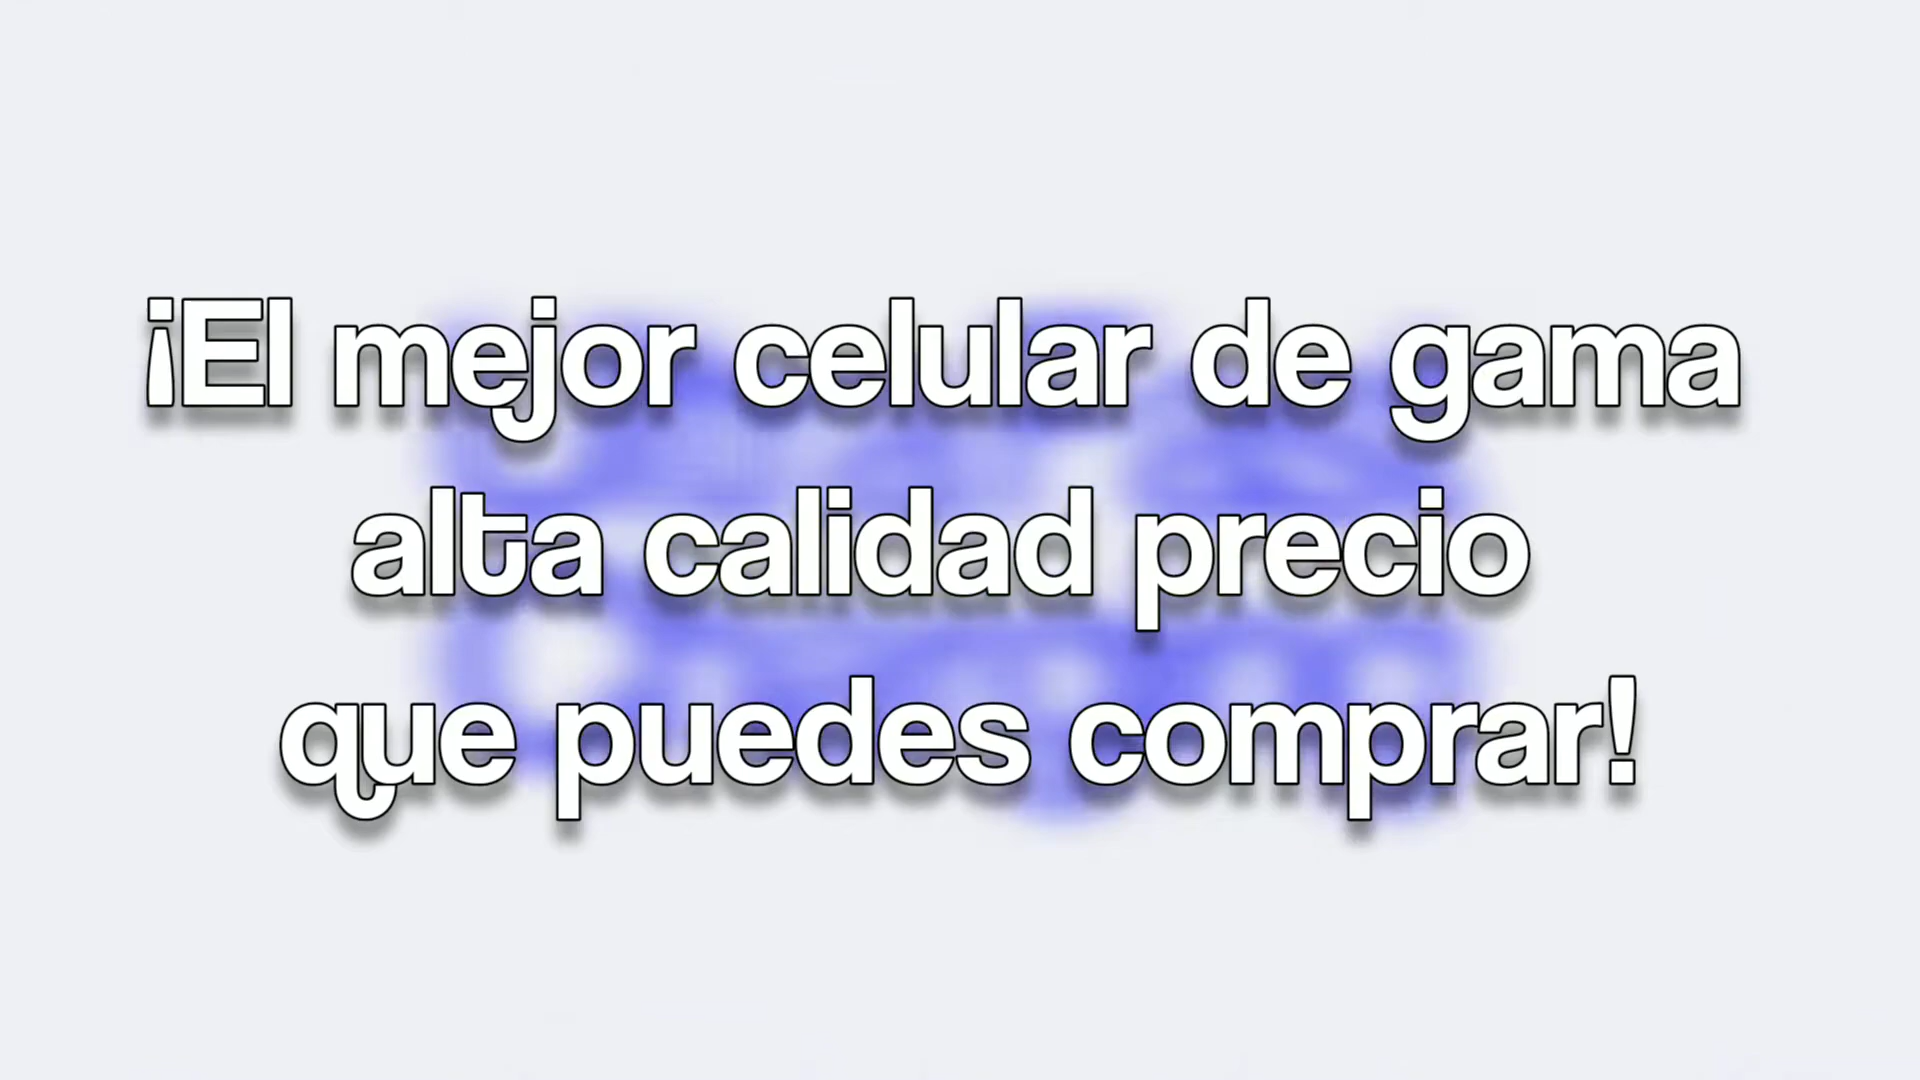 ¡El mejor celular de gama
alta calidad precio
que puedes comprar!